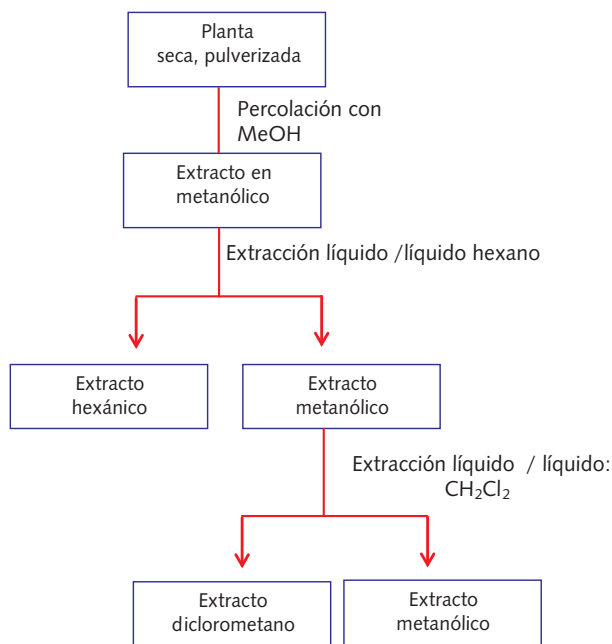 Planta
seca, pulverizada
Percolación con
MeOH
Extracto en
metanólico
Extracción líquido /líquido hexano
Extracto
hexánico
Extracto
metanólico
Extracción líquido / líquido:
CH₂Cl₂
Extracto
diclorometano
Extracto
metanólico